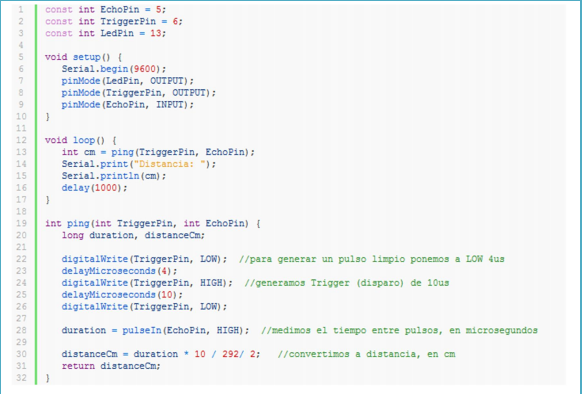 1 const int EchoPin = 5;
2 const int TriggerPin = 6;
3 const int LedPin = 13;
4
5 void setup() {
6 Serial.begin(9600);
7 pinMode(LedPin, OUTPUT);
8 pinMode(TriggerPin, OUTPUT);
9 pinMode(EchoPin, INPUT);
10 }
11
12 void loop() {
13 int cm = ping(TriggerPin, EchoPin);
14 Serial.print("Distancia: ");
15 Serial.println(cm);
16 delay(1000);
17 }
18
19 int ping(int TriggerPin, int EchoPin) {
20 long duration, distanceCm;
21
22 digitalWrite(TriggerPin, LOW); //para generar un pulso limpio ponemos a LOW 4us
23 delayMicroseconds(4);
24 digitalWrite(TriggerPin, HIGH); //generamos Trigger (disparo) de 10us
25 delayMicroseconds(10);
26 digitalWrite(TriggerPin, LOW);
27
28 duration = pulseIn(EchoPin, HIGH); //medimos el tiempo entre pulsos, en microsegundos
29
30 distanceCm = duration * 10 / 292/ 2; //convertimos a distancia, en cm
31 return distanceCm;
32 }